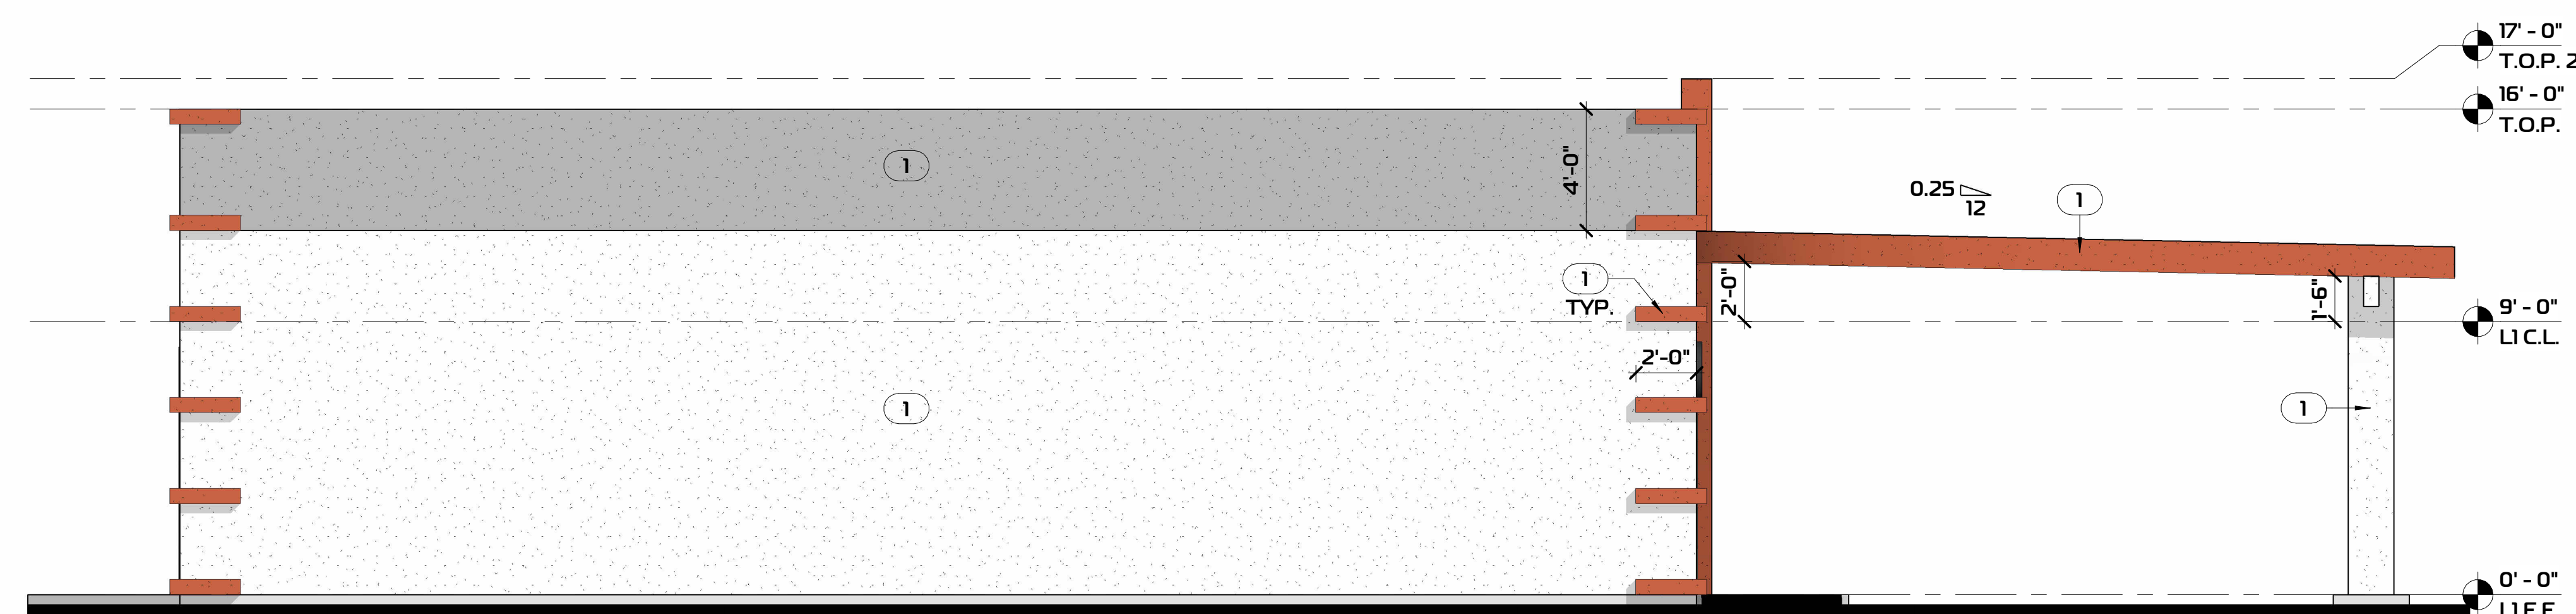 17' - 0"
T.O.P. 2
16' - 0"
T.O.P.
1
4'-0"
0.25
12
1
1
TYP.
2'-0"
1'-6"
9' - 0"
L1 C.L.
2'-0"
1
1
0' - 0"
L1 F.F.